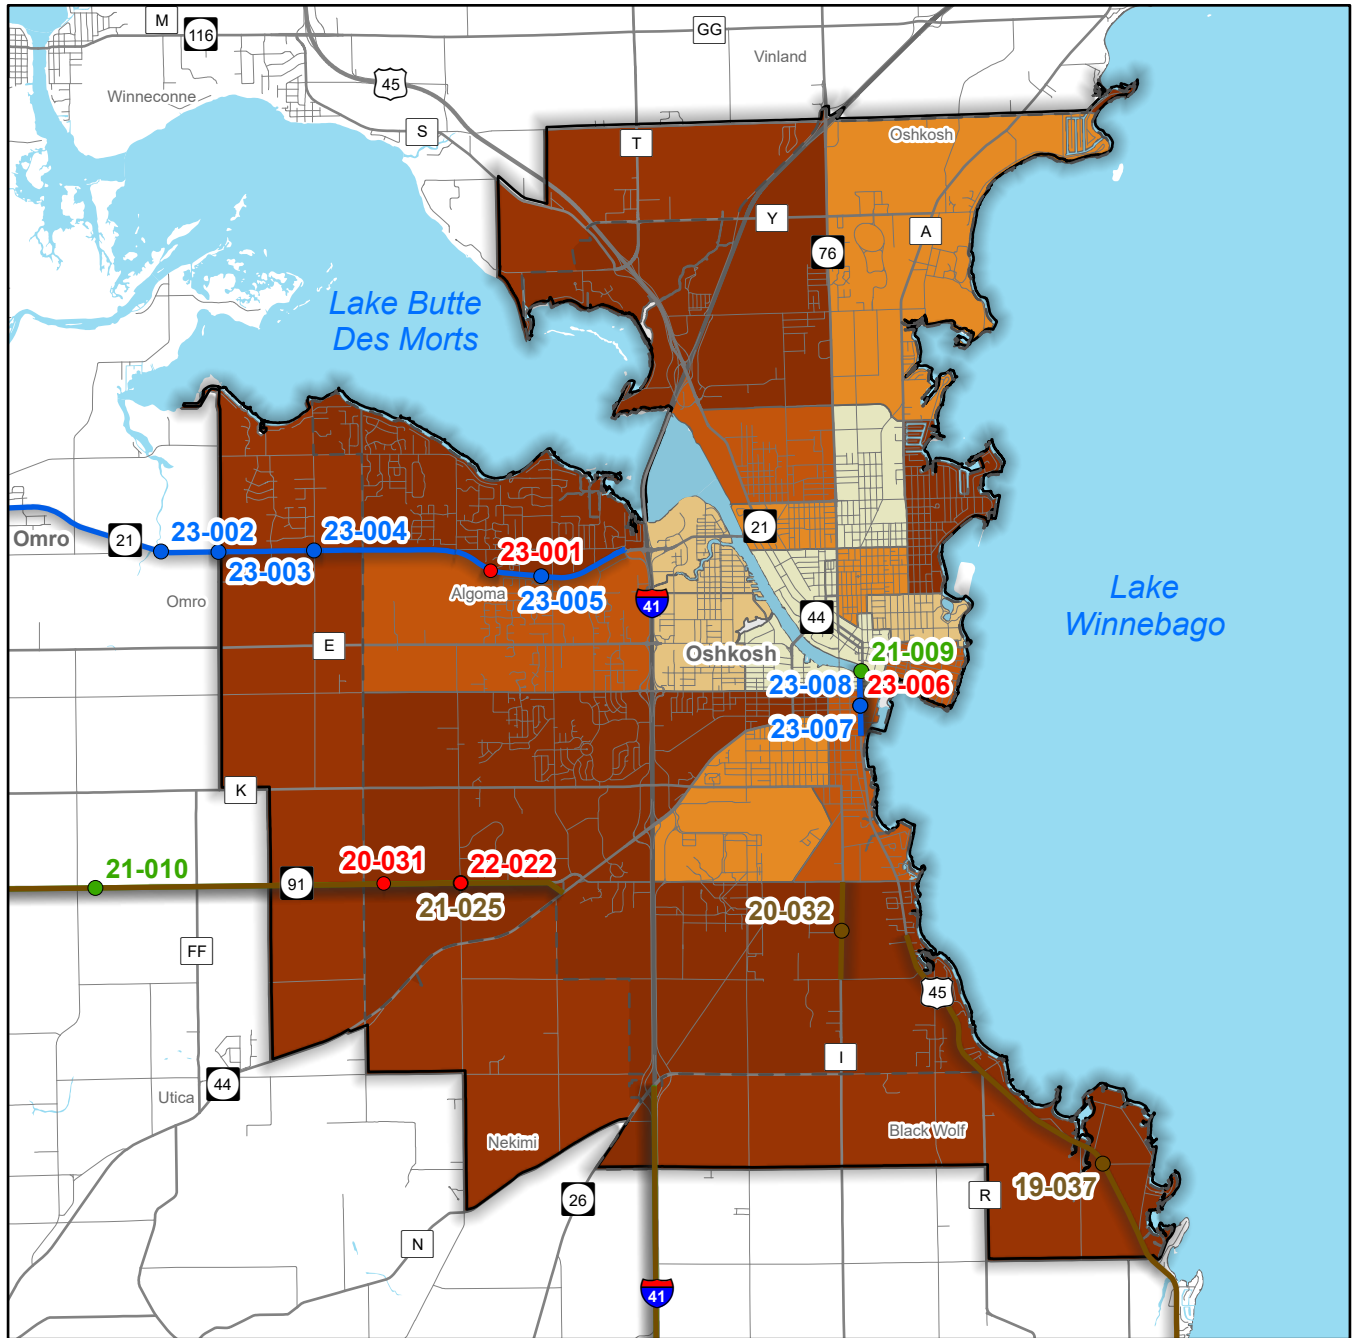 M
116
GG
Vinland
45
Winneconne
S
T
Oshkosh
Y
A
76
Lake Butte
Des Morts
21
Omro
21
23-002
23-004
23-003
23-001
Algoma
23-005
Omro
41
44
Lake
Winnebago
E
Oshkosh
21-009
23-008
23-006
23-007
K
21-010
91
20-031
22-022
21-025
20-032
FF
45
I
44
Utica
Nekimi
Black Wolf
19-037
R
26
N
41